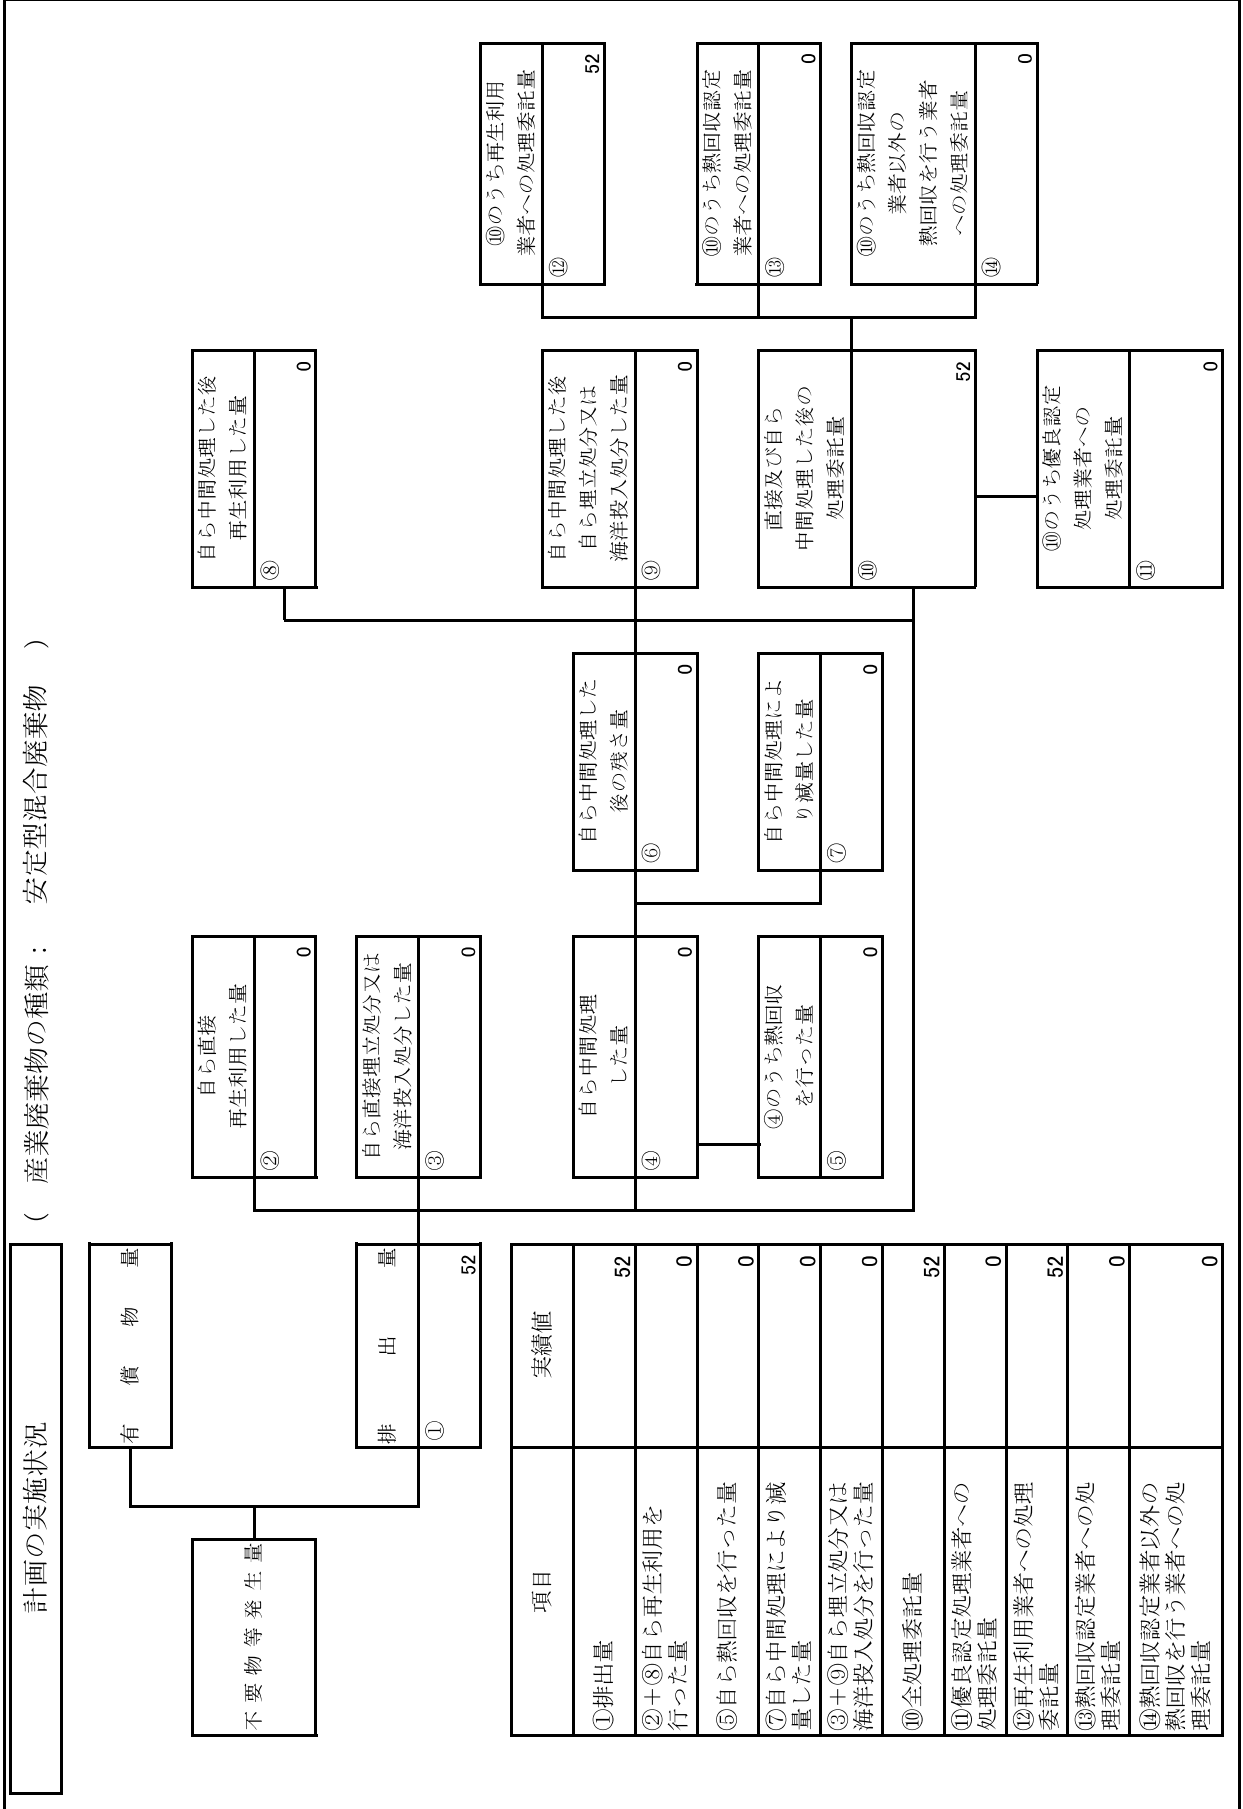 計画の実施状況
（　産業廃棄物の種類：　安定型混合廃棄物　）
不要物等発生量
有償物量
排出量
①
52
自ら直接
再生利用した量
②
0
自ら直接埋立処分又は
海洋投入処分した量
③
0
自ら中間処理
した量
④
0
④のうち熱回収
を行った量
⑤
0
自ら中間処理した
後の残さ量
⑥
0
自ら中間処理によ
り減量した量
⑦
0
自ら中間処理した後
再生利用した量
⑧
0
自ら中間処理した後
自ら埋立処分又は
海洋投入処分した量
⑨
0
直接及び自ら
中間処理した後の
処理委託量
⑩
52
⑩のうち優良認定
処理業者への
処理委託量
⑪
0
⑩のうち再生利用
業者への処理委託量
⑫
52
⑩のうち熱回収認定
業者への処理委託量
⑬
0
⑩のうち熱回収認定
業者以外の
熱回収を行う業者
への処理委託量
⑭
0
項目
実績値
①排出量
52
②＋⑧自ら再生利用を
行った量
0
⑤自ら熱回収を行った量
0
⑦自ら中間処理により減
量した量
0
③＋⑨自ら埋立処分又は
海洋投入処分を行った量
0
⑩全処理委託量
52
⑪優良認定処理業者への
処理委託量
0
⑫再生利用業者への処理
委託量
52
⑬熱回収認定業者への処
理委託量
0
⑭熱回収認定業者以外の
熱回収を行う業者への処
理委託量
0